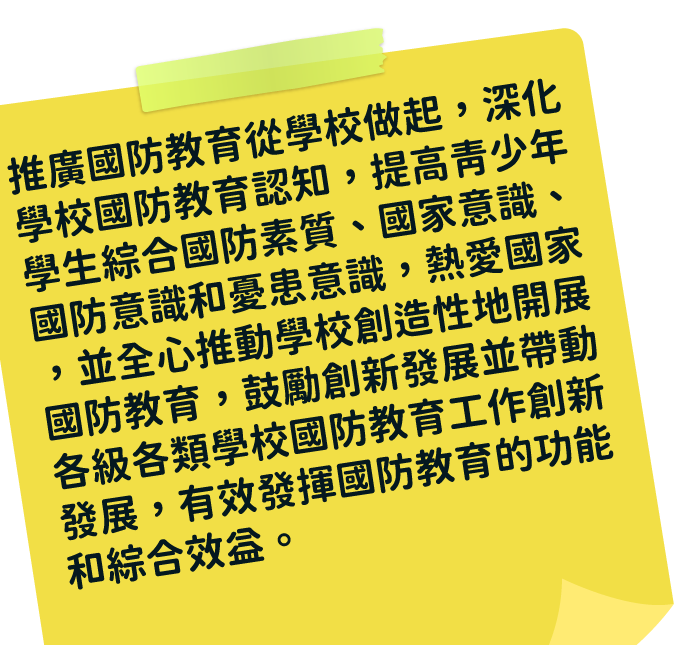 推廣國防教育從學校做起，深化
學校國防教育認知，提高青少年
學生綜合國防素質、國家意識、
國防意識和憂患意識，熱愛國家
，並全心推動學校創造性地開展
國防教育，鼓勵創新發展並帶動
各級各類學校國防教育工作創新
發展，有效發揮國防教育的功能
和綜合效益。